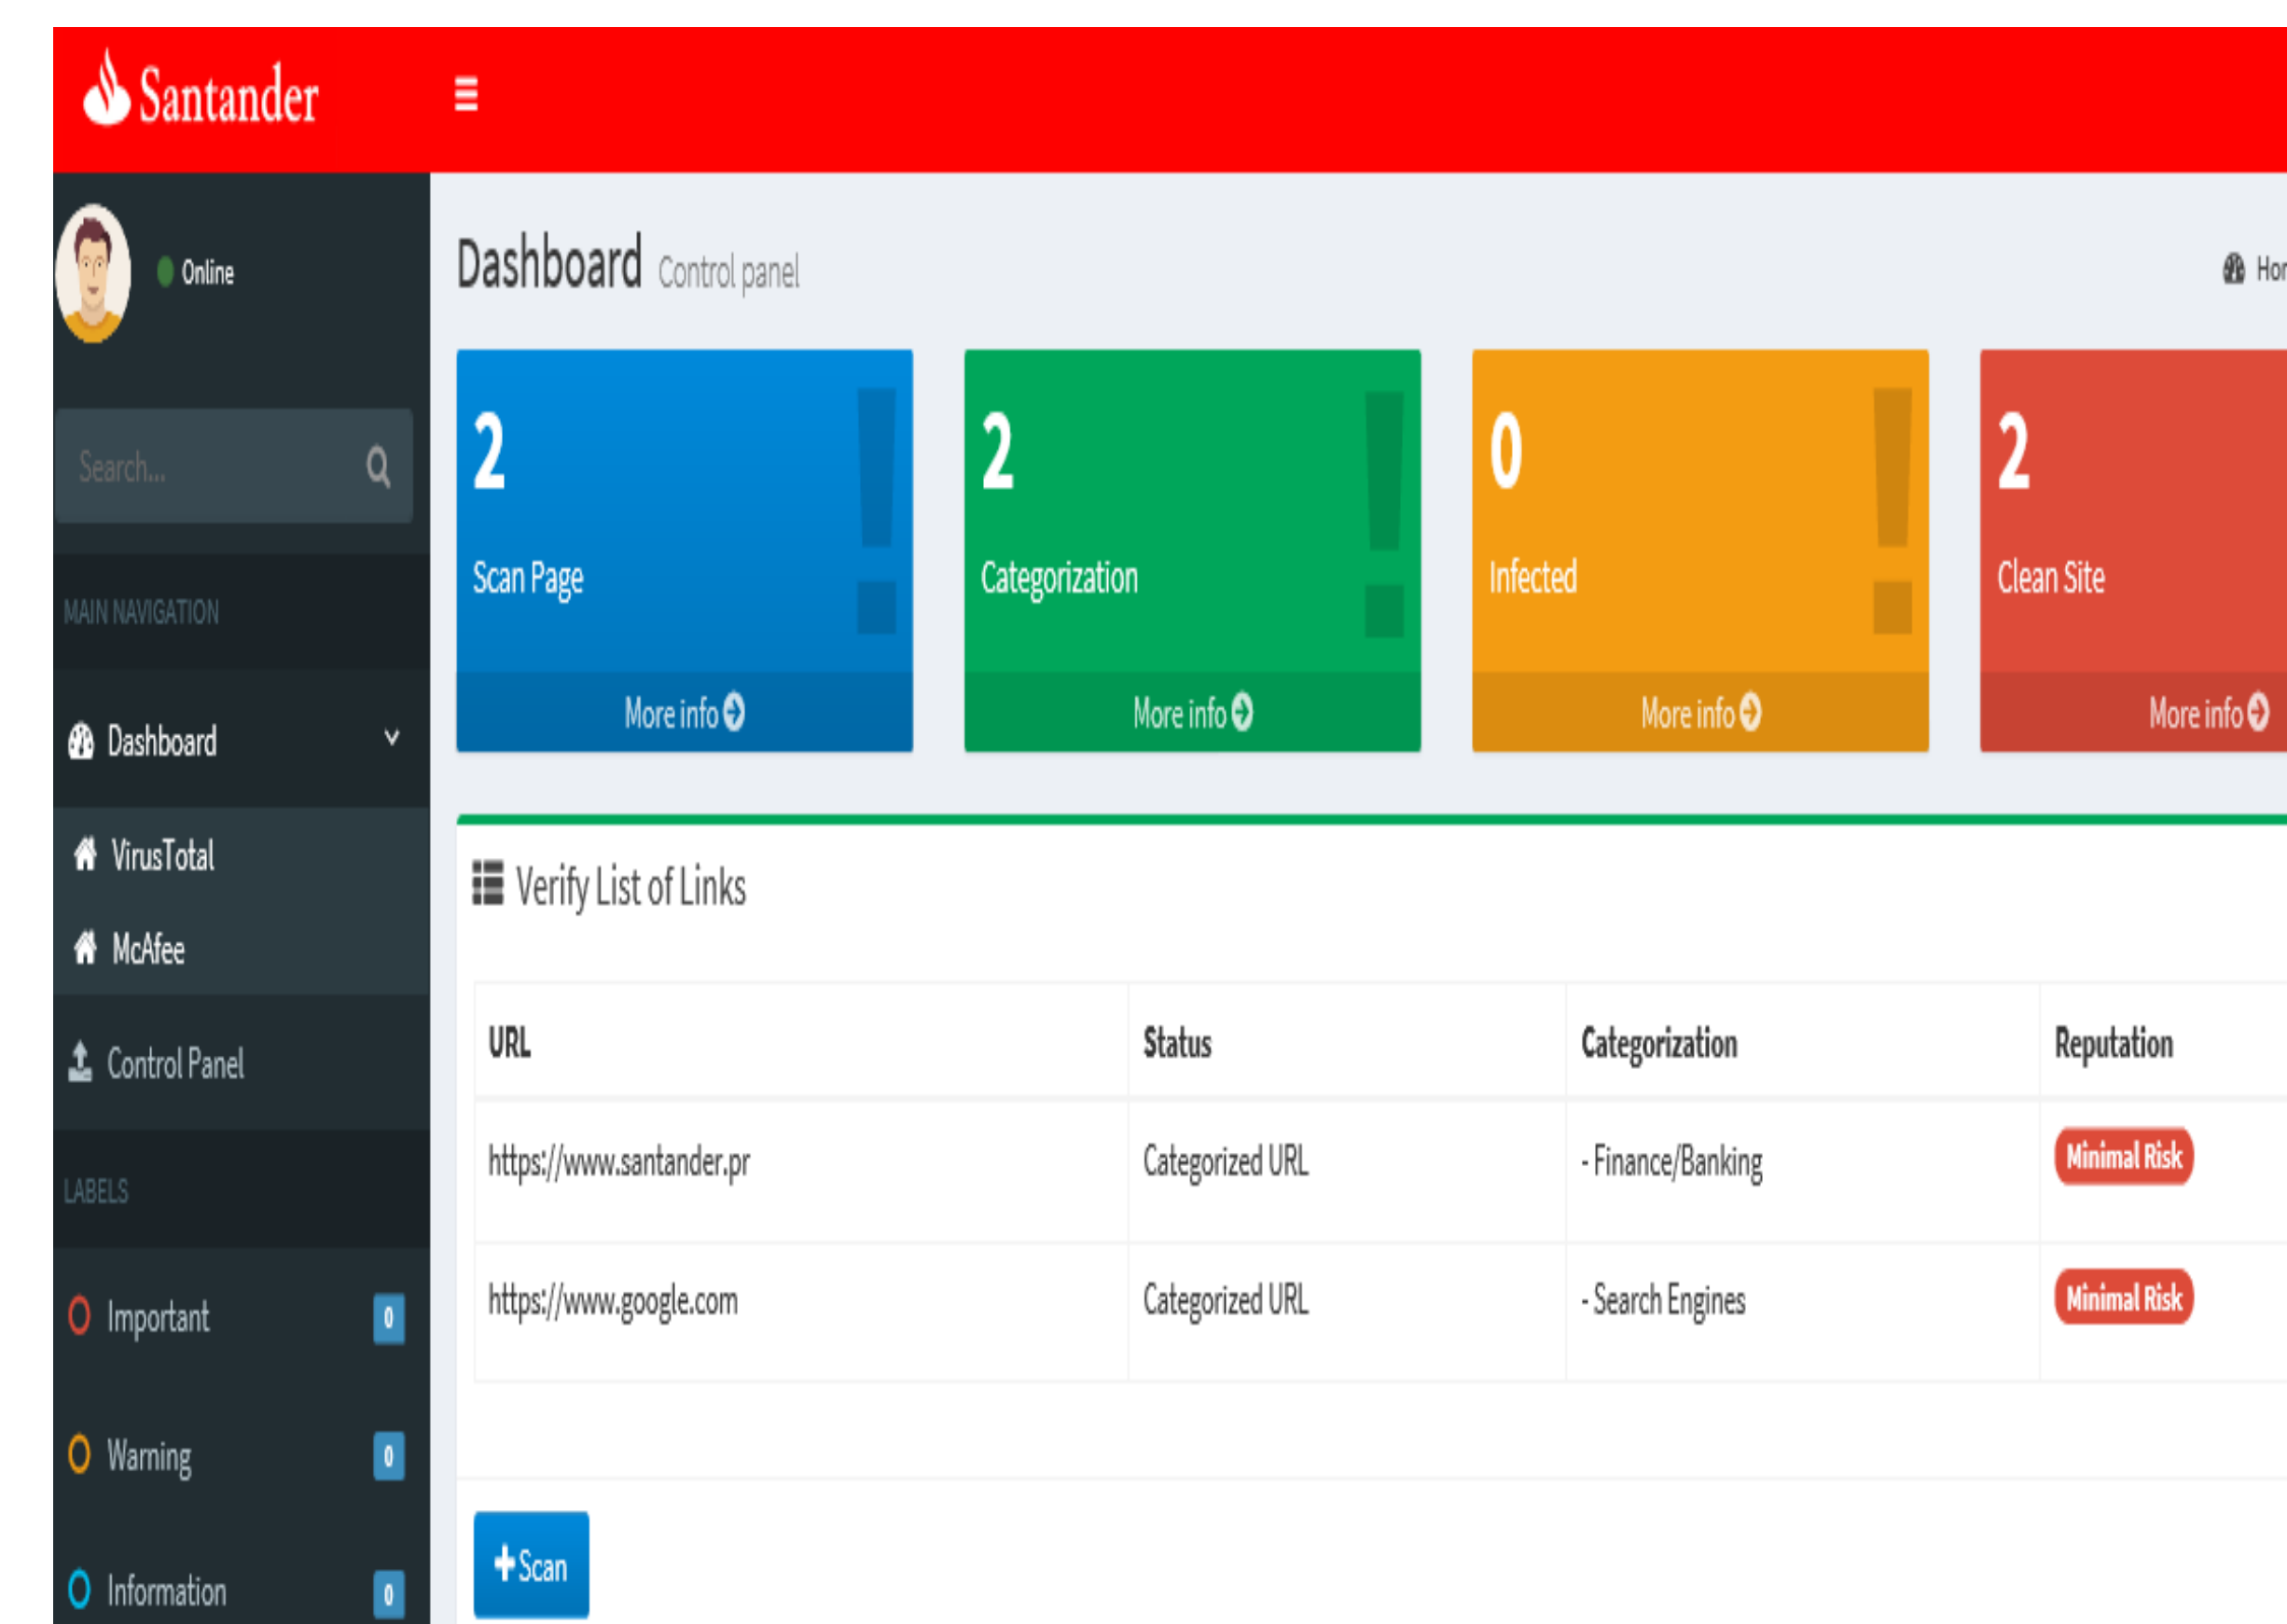 Santander
Online
Search...
MAIN NAVIGATION
Dashboard
VirusTotal
McAfee
Control Panel
LABELS
Important 0
Warning 0
Information 0
Dashboard Control panel
2
Scan Page
More info
2
Categorization
More info
0
Infected
More info
2
Clean Site
More info
Verify List of Links
URL Status Categorization Reputation
https://www.santander.pr Categorized URL - Finance/Banking Minimal Risk
https://www.google.com Categorized URL - Search Engines Minimal Risk
Scan